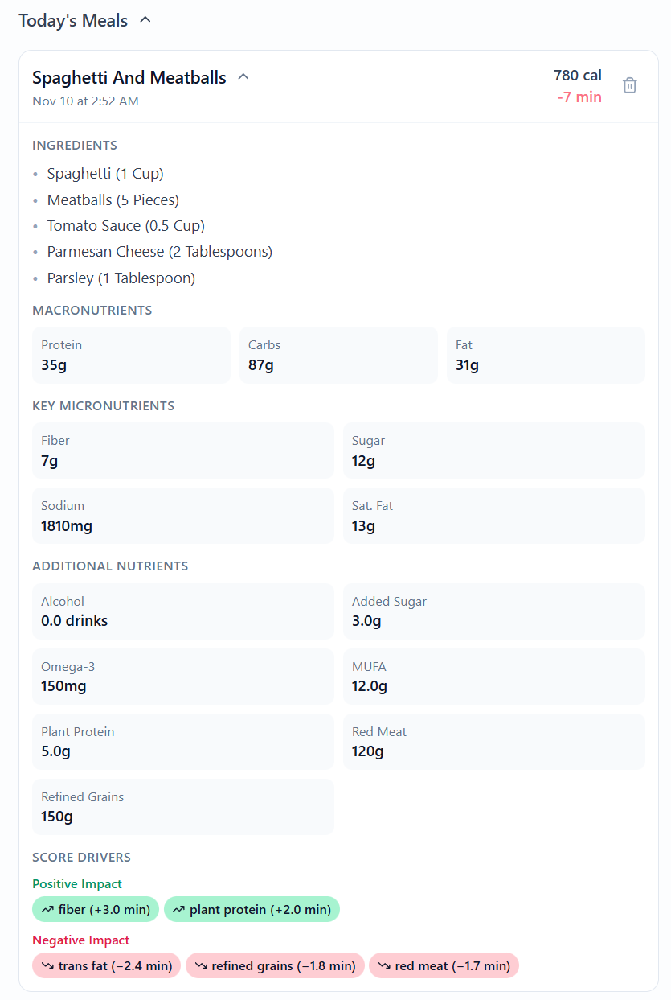 Today's Meals
Spaghetti And Meatballs
780 cal
Nov 10 at 2:52 AM
-7 min
INGREDIENTS
• Spaghetti (1 Cup)
• Meatballs (5 Pieces)
• Tomato Sauce (0.5 Cup)
• Parmesan Cheese (2 Tablespoons)
• Parsley (1 Tablespoon)
MACRONUTRIENTS
Protein
35g
Carbs
87g
Fat
31g
KEY MICRONUTRIENTS
Fiber
7g
Sugar
12g
Sodium
1810mg
Sat. Fat
13g
ADDITIONAL NUTRIENTS
Alcohol
0.0 drinks
Added Sugar
3.0g
Omega-3
150mg
MUFA
12.0g
Plant Protein
5.0g
Red Meat
120g
Refined Grains
150g
SCORE DRIVERS
Positive Impact
fiber (+3.0 min)
plant protein (+2.0 min)
Negative Impact
trans fat (−2.4 min)
refined grains (−1.8 min)
red meat (−1.7 min)